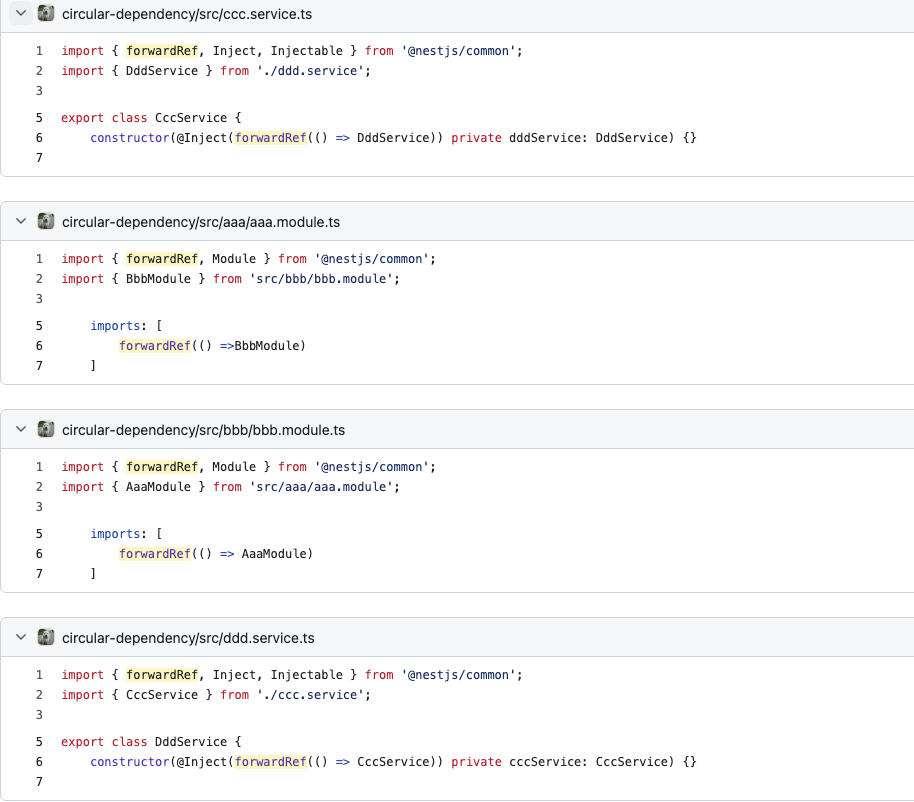 circular-dependency/src/ccc.service.ts
1 import { forwardRef, Inject, Injectable } from '@nestjs/common';
2 import { DddService } from './ddd.service';
3
5 export class CccService {
6     constructor(@Inject(forwardRef(() => DddService)) private dddService: DddService) {}
7
circular-dependency/src/aaa/aaa.module.ts
1 import { forwardRef, Module } from '@nestjs/common';
2 import { BbbModule } from 'src/bbb/bbb.module';
3
5     imports: [
6         forwardRef(() =>BbbModule)
7     ]
circular-dependency/src/bbb/bbb.module.ts
1 import { forwardRef, Module } from '@nestjs/common';
2 import { AaaModule } from 'src/aaa/aaa.module';
3
5     imports: [
6         forwardRef(() => AaaModule)
7     ]
circular-dependency/src/ddd.service.ts
1 import { forwardRef, Inject, Injectable } from '@nestjs/common';
2 import { CccService } from './ccc.service';
3
5 export class DddService {
6     constructor(@Inject(forwardRef(() => CccService)) private cccService: CccService) {}
7